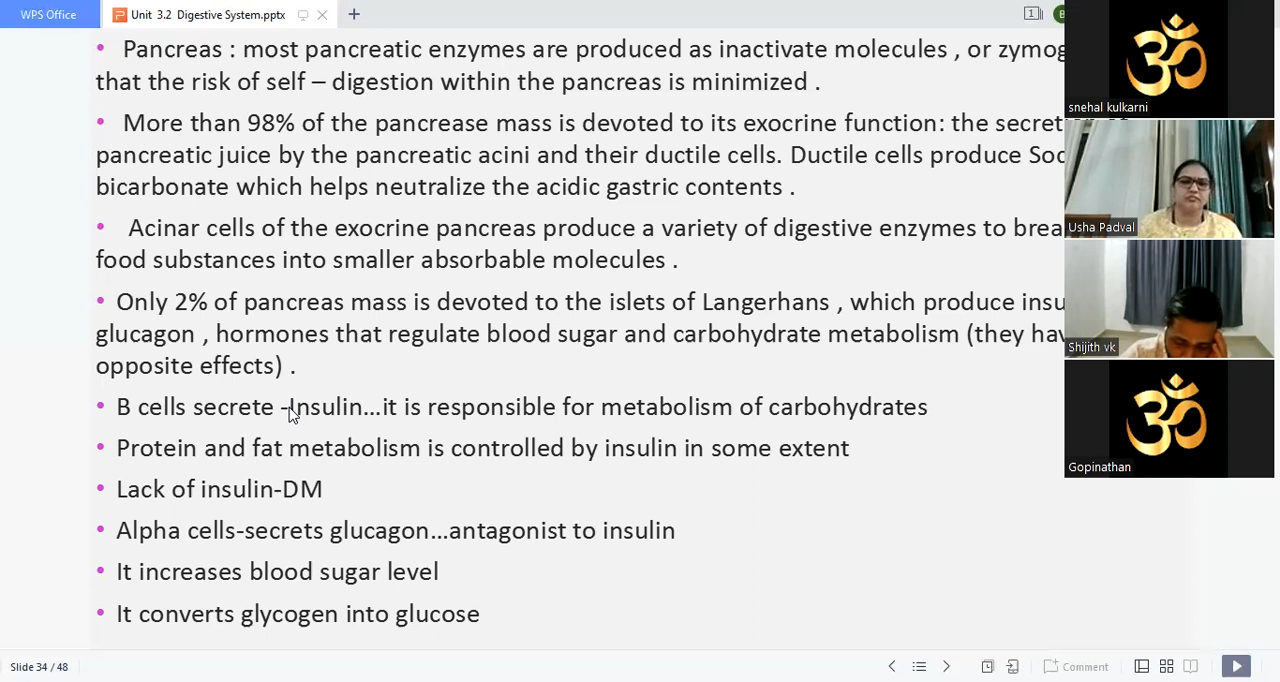 WPS Office
Unit 3.2 Digestive System.pptx
1
Pancreas : most pancreatic enzymes are produced as inactivate molecules , or
that the risk of self – digestion within the pancreas is minimized .
More than 98% of the pancrease mass is devoted to its exocrine function: the
pancreatic juice by the pancreatic acini and their ductile cells. Ductile cells produce
bicarbonate which helps neutralize the acidic gastric contents .
Acinar cells of the exocrine pancreas produce a variety of digestive enzymes to
food substances into smaller absorbable molecules .
Only 2% of pancreas mass is devoted to the islets of Langerhans , which produce
glucagon , hormones that regulate blood sugar and carbohydrate metabolism (they
opposite effects) .
B cells secrete -Insulin...it is responsible for metabolism of carbohydrates
Protein and fat metabolism is controlled by insulin in some extent
Lack of insulin-DM
Alpha cells-secrets glucagon...antagonist to insulin
It increases blood sugar level
It converts glycogen into glucose
ॐ
snehal kulkarni
Usha Padval
Shijith vk
ॐ
Gopinathan
Slide 34 / 48
Comment